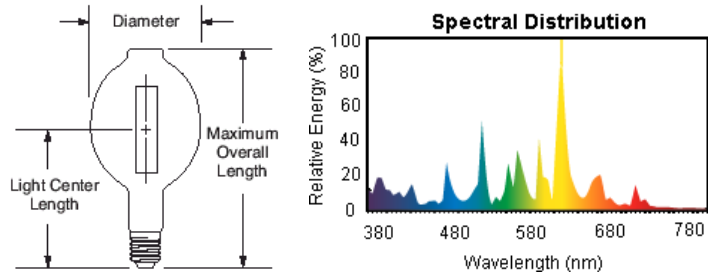 Diameter
Light Center
Length
Maximum
Overall
Length
Spectral Distribution
Relative Energy (%)
100
80
60
40
20
0
380
480
580
680
780
Wavelength (nm)